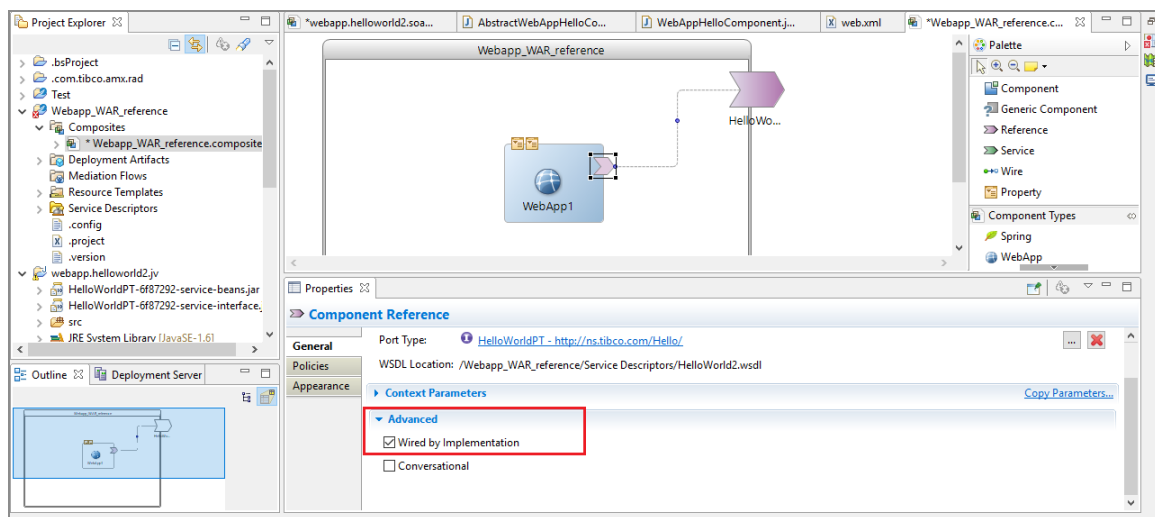 Project Explorer
.bsProject
.com.tibco.amx.rad
Test
Webapp_WAR_reference
Composites
* Webapp_WAR_reference.composite
Deployment Artifacts
Mediation Flows
Resource Templates
Service Descriptors
.config
.project
.version
webapp.helloworld2.jv
HelloWorldPT-6f87292-service-beans.jar
HelloWorldPT-6f87292-service-interface.
src
JRE System Library [JavaSE-1.6]
Outline Deployment Server
*webapp.helloworld2.soa... AbstractWebAppHelloCo... WebAppHelloComponent.j... web.xml *Webapp_WAR_reference.c...
Webapp_WAR_reference
HelloWo...
WebApp1
Palette
Component
Generic Component
Reference
Service
Wire
Property
Component Types
Spring
WebApp
Properties
Component Reference
General
Policies
Appearance
Port Type: HelloWorldPT - http://ns.tibco.com/Hello/ ...
WSDL Location: /Webapp_WAR_reference/Service Descriptors/HelloWorld2.wsdl
Context Parameters Copy Parameters...
Advanced
Wired by Implementation
Conversational